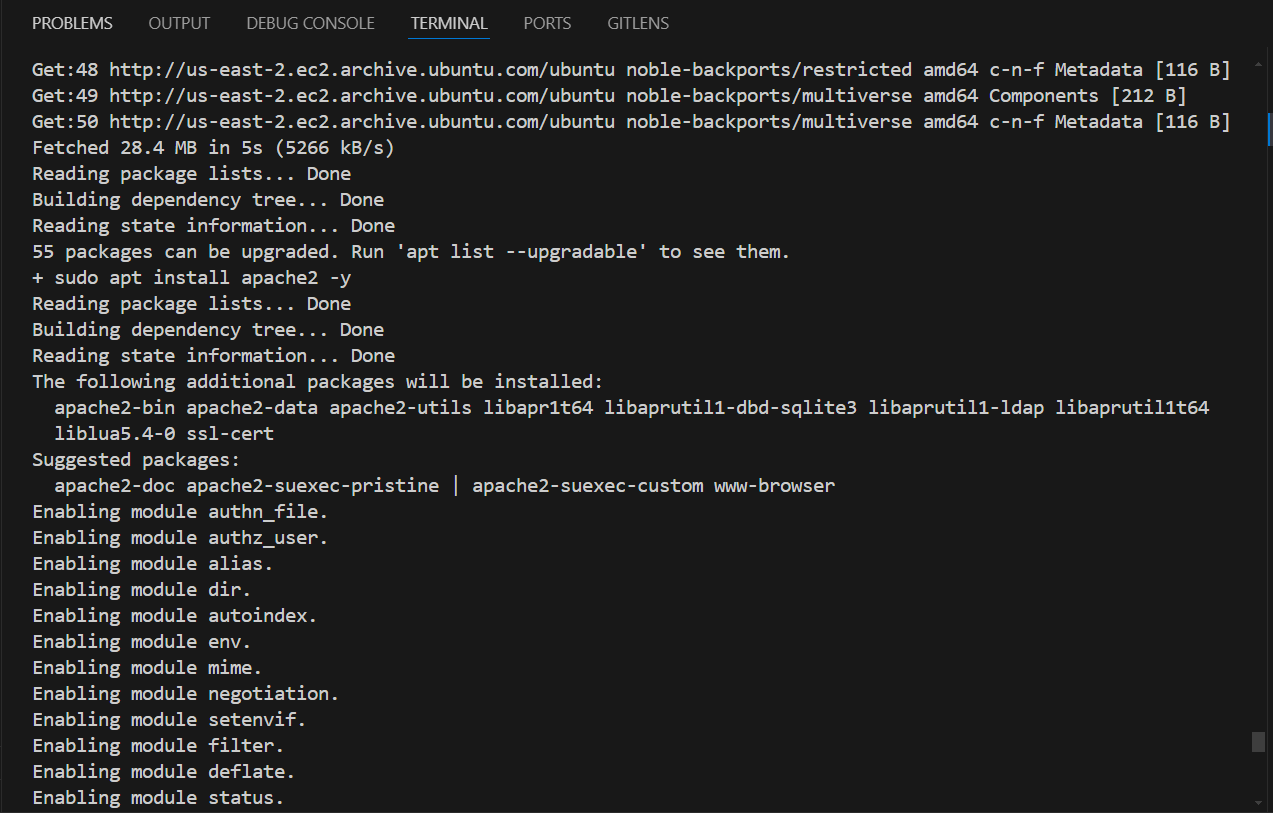 PROBLEMS OUTPUT DEBUG CONSOLE TERMINAL PORTS GITLENS
Get:48 http://us-east-2.ec2.archive.ubuntu.com/ubuntu noble-backports/restricted amd64 c-n-f Metadata [116 B]
Get:49 http://us-east-2.ec2.archive.ubuntu.com/ubuntu noble-backports/multiverse amd64 Components [212 B]
Get:50 http://us-east-2.ec2.archive.ubuntu.com/ubuntu noble-backports/multiverse amd64 c-n-f Metadata [116 B]
Fetched 28.4 MB in 5s (5266 kB/s)
Reading package lists... Done
Building dependency tree... Done
Reading state information... Done
55 packages can be upgraded. Run 'apt list --upgradable' to see them.
+ sudo apt install apache2 -y
Reading package lists... Done
Building dependency tree... Done
Reading state information... Done
The following additional packages will be installed:
  apache2-bin apache2-data apache2-utils libapr1t64 libaprutil1-dbd-sqlite3 libaprutil1-ldap libaprutil1t64
  liblua5.4-0 ssl-cert
Suggested packages:
  apache2-doc apache2-suexec-pristine | apache2-suexec-custom www-browser
Enabling module authn_file.
Enabling module authz_user.
Enabling module alias.
Enabling module dir.
Enabling module autoindex.
Enabling module env.
Enabling module mime.
Enabling module negotiation.
Enabling module setenvif.
Enabling module filter.
Enabling module deflate.
Enabling module status.